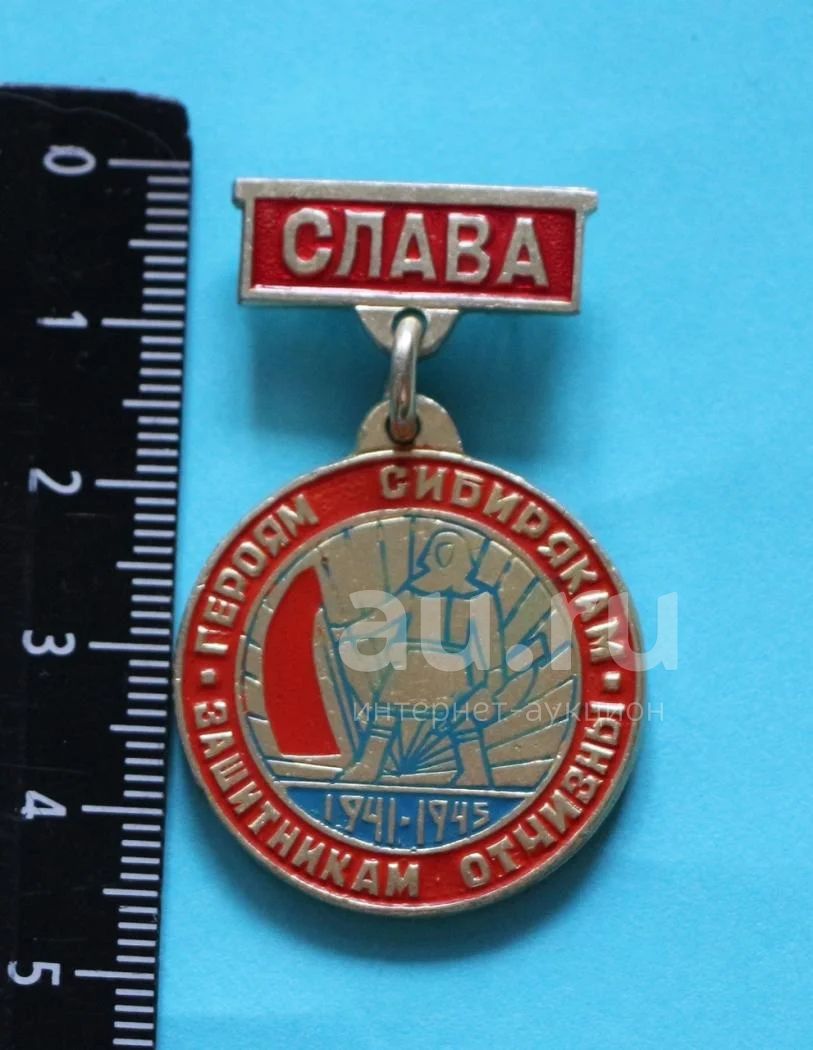 СЛАВА
ГЕРОЯМ СИБИРЯКАМ
ЗАЩИТНИКАМ ОТЧИЗНЫ
1941-1945
au.ru
интернет-аукцион
0
1
2
3
4
5